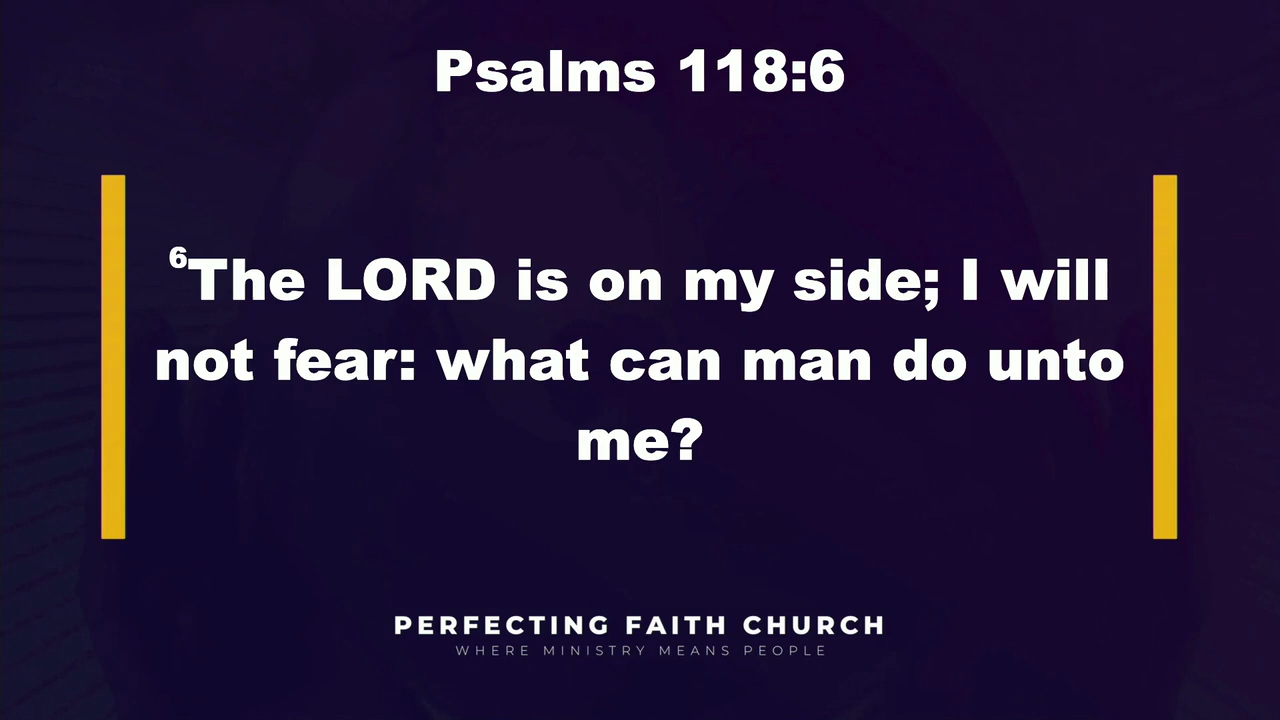 Psalms 118:6
6The LORD is on my side; I will
not fear: what can man do unto
me?
PERFECTING FAITH CHURCH
WHERE MINISTRY MEANS PEOPLE